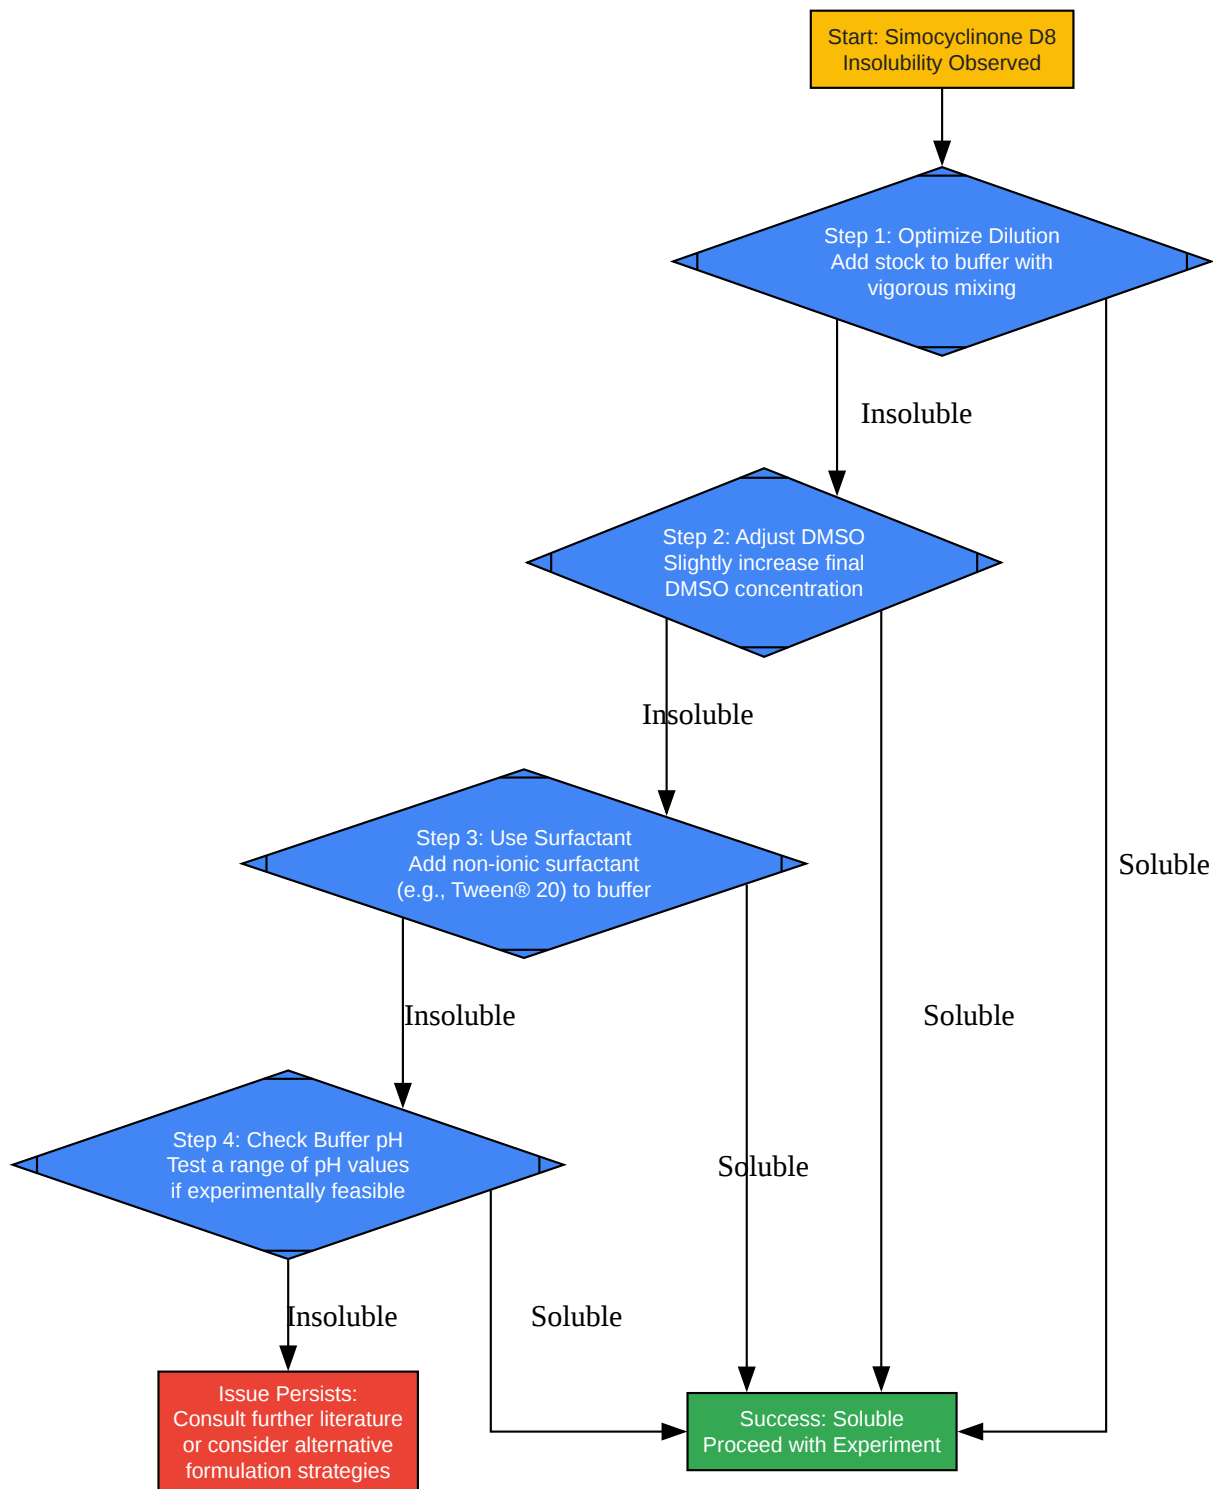 Start: Simocyclinone D8
Insolubility Observed
Step 1: Optimize Dilution
Add stock to buffer with
vigorous mixing
Insoluble
Step 2: Adjust DMSO
Slightly increase final
DMSO concentration
Insoluble
Step 3: Use Surfactant
Add non-ionic surfactant
(e.g., Tween® 20) to buffer
Soluble
Insoluble
Soluble
Step 4: Check Buffer pH
Test a range of pH values
if experimentally feasible
Soluble
Insoluble
Soluble
Issue Persists:
Consult further literature
or consider alternative
formulation strategies
Success: Soluble
Proceed with Experiment